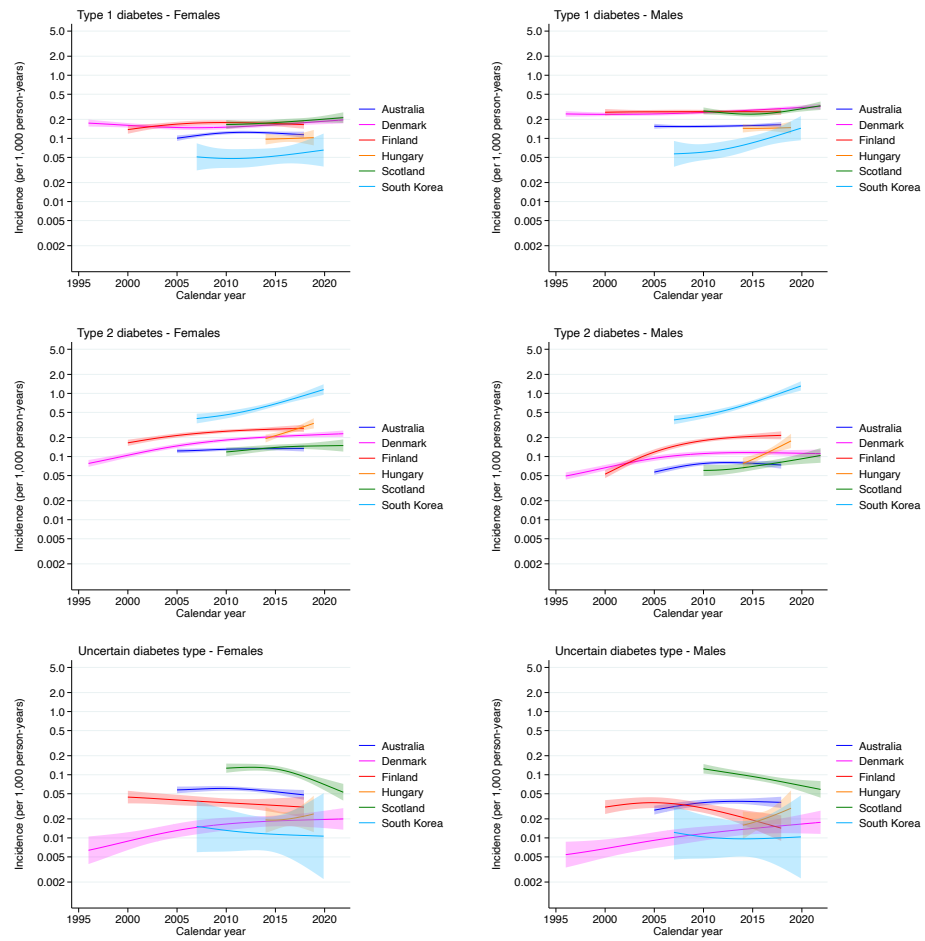 Type 1 diabetes - Females
Incidence (per 1,000 person-years)
5.0
2.0
1.0
0.5
0.2
0.1
0.05
0.02
0.01
0.005
0.002
1995 2000 2005 2010 2015 2020
Calendar year
Australia
Denmark
Finland
Hungary
Scotland
South Korea
Type 1 diabetes - Males
Incidence (per 1,000 person-years)
5.0
2.0
1.0
0.5
0.2
0.1
0.05
0.02
0.01
0.005
0.002
1995 2000 2005 2010 2015 2020
Calendar year
Australia
Denmark
Finland
Hungary
Scotland
South Korea
Type 2 diabetes - Females
Incidence (per 1,000 person-years)
5.0
2.0
1.0
0.5
0.2
0.1
0.05
0.02
0.01
0.005
0.002
1995 2000 2005 2010 2015 2020
Calendar year
Australia
Denmark
Finland
Hungary
Scotland
South Korea
Type 2 diabetes - Males
Incidence (per 1,000 person-years)
5.0
2.0
1.0
0.5
0.2
0.1
0.05
0.02
0.01
0.005
0.002
1995 2000 2005 2010 2015 2020
Calendar year
Australia
Denmark
Finland
Hungary
Scotland
South Korea
Uncertain diabetes type - Females
Incidence (per 1,000 person-years)
5.0
2.0
1.0
0.5
0.2
0.1
0.05
0.02
0.01
0.005
0.002
1995 2000 2005 2010 2015 2020
Calendar year
Australia
Denmark
Finland
Hungary
Scotland
South Korea
Uncertain diabetes type - Males
Incidence (per 1,000 person-years)
5.0
2.0
1.0
0.5
0.2
0.1
0.05
0.02
0.01
0.005
0.002
1995 2000 2005 2010 2015 2020
Calendar year
Australia
Denmark
Finland
Hungary
Scotland
South Korea